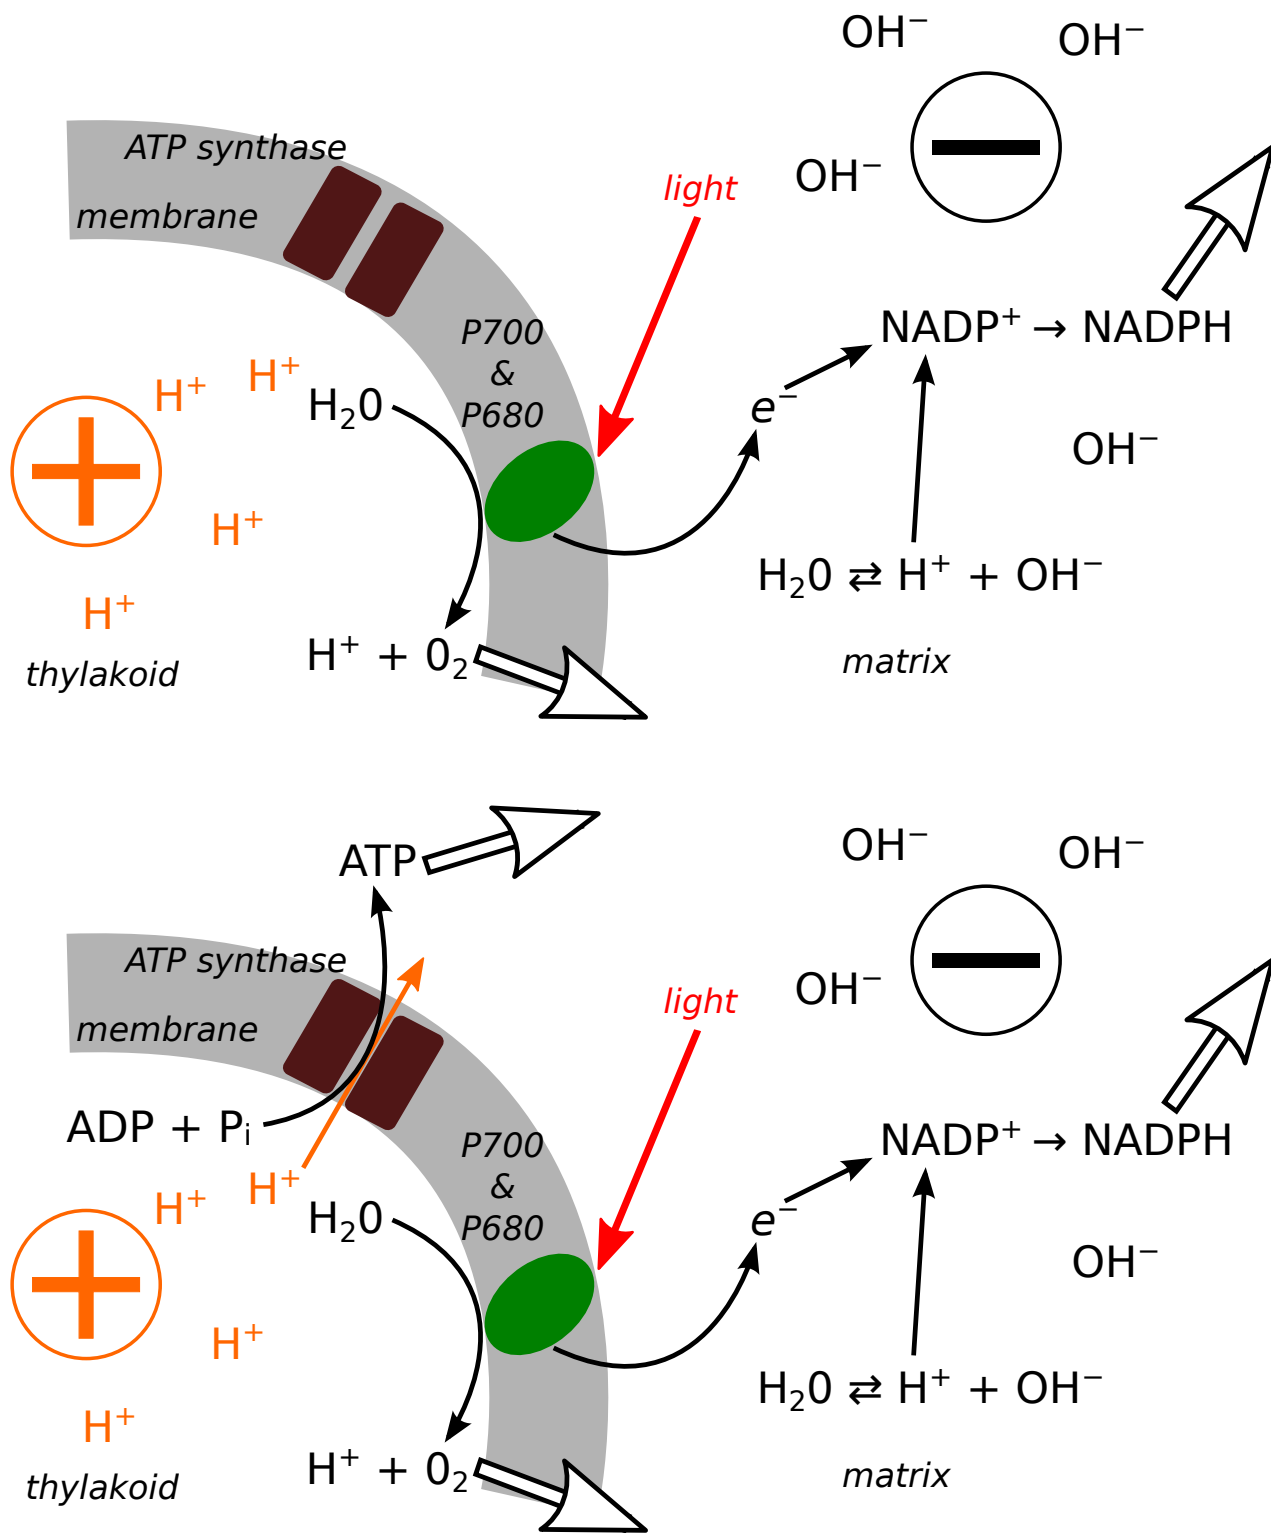 OH⁻
OH⁻
ATP synthase
OH⁻
light
membrane
P700
NADP⁺ → NADPH
&
H⁺
H⁺
H₂0
P680
e⁻
OH⁻
H⁺
H₂0 ⇄ H⁺ + OH⁻
H⁺
H⁺ + 0₂
thylakoid
matrix
ATP
OH⁻
OH⁻
ATP synthase
OH⁻
light
membrane
ADP + Pᵢ
P700
NADP⁺ → NADPH
&
H⁺
H⁺
H₂0
P680
e⁻
OH⁻
H⁺
H₂0 ⇄ H⁺ + OH⁻
H⁺
H⁺ + 0₂
thylakoid
matrix